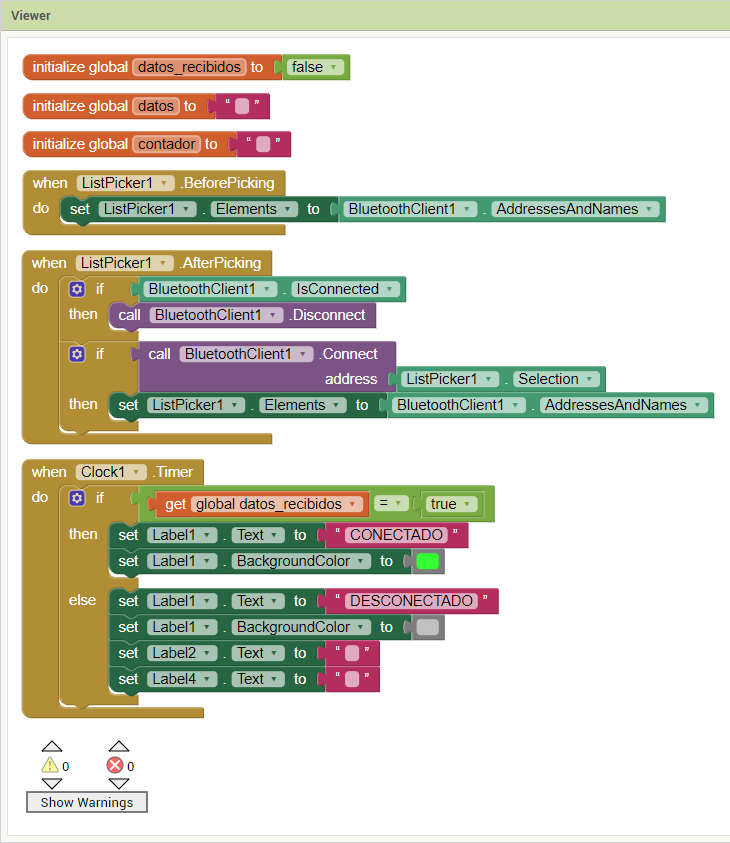 Viewer
initialize global datos_recibidos to false
initialize global datos to “ ”
initialize global contador to “ ”
when ListPicker1 .BeforePicking
do set ListPicker1 . Elements to BluetoothClient1 . AddressesAndNames
when ListPicker1 .AfterPicking
do if BluetoothClient1 . IsConnected
then call BluetoothClient1 .Disconnect
if call BluetoothClient1 .Connect
address ListPicker1 . Selection
then set ListPicker1 . Elements to BluetoothClient1 . AddressesAndNames
when Clock1 .Timer
do if get global datos_recibidos = true
then set Label1 . Text to “ CONECTADO ”
set Label1 . BackgroundColor to
else set Label1 . Text to “ DESCONECTADO ”
set Label1 . BackgroundColor to
set Label2 . Text to “ ”
set Label4 . Text to “ ”
0 0
Show Warnings